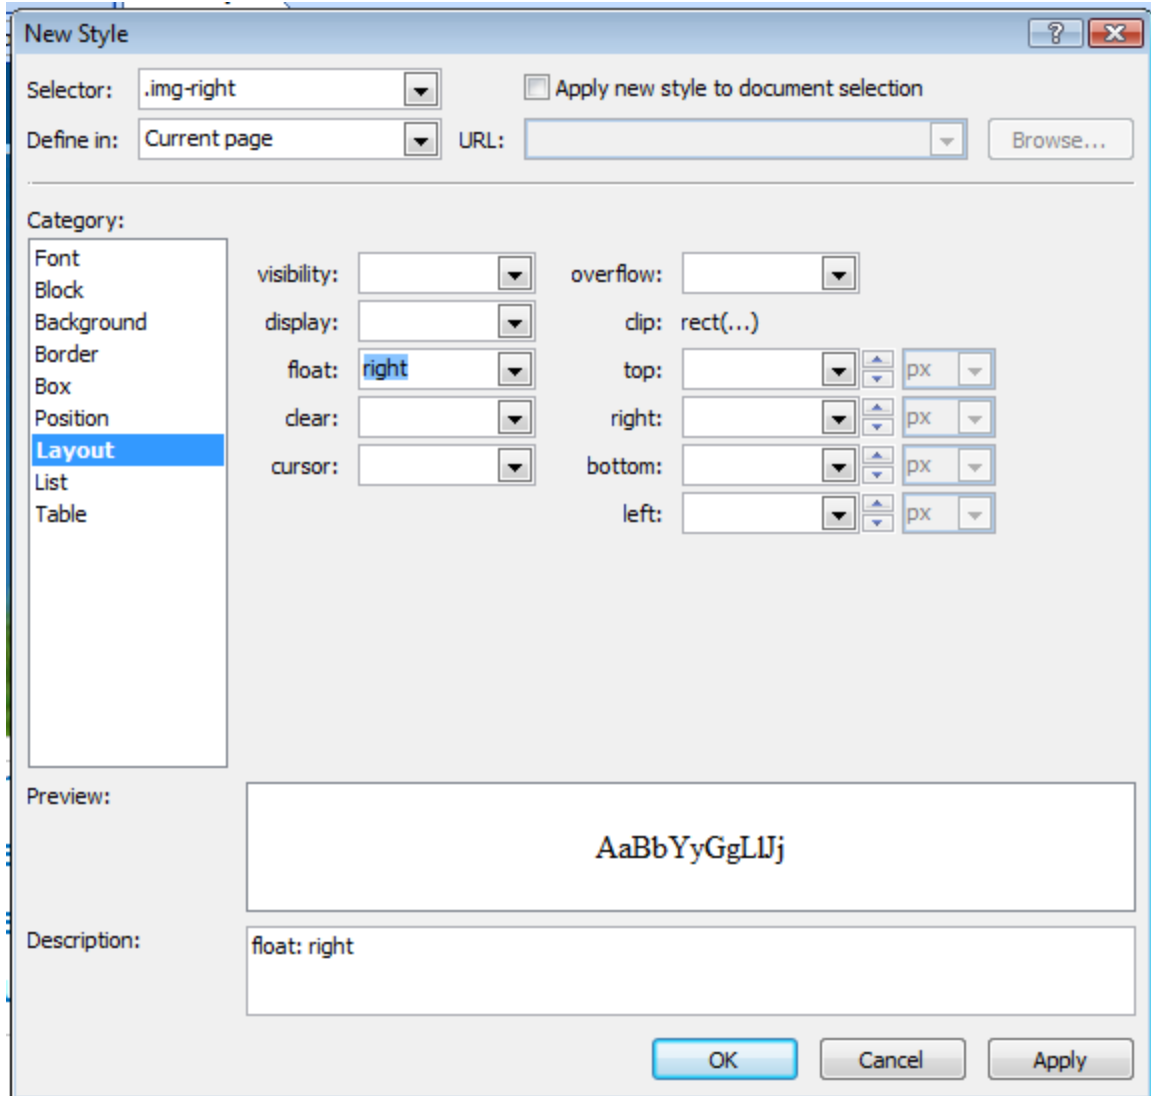 New Style
Selector: .img-right Apply new style to document selection
Define in: Current page URL: Browse...
Category:
Font
Block
Background
Border
Box
Position
Layout
List
Table
visibility: overflow:
display: clip: rect(...)
float: right top: px
clear: right: px
cursor: bottom: px
left: px
Preview:
AaBbYyGgLlJj
Description:
float: right
OK Cancel Apply